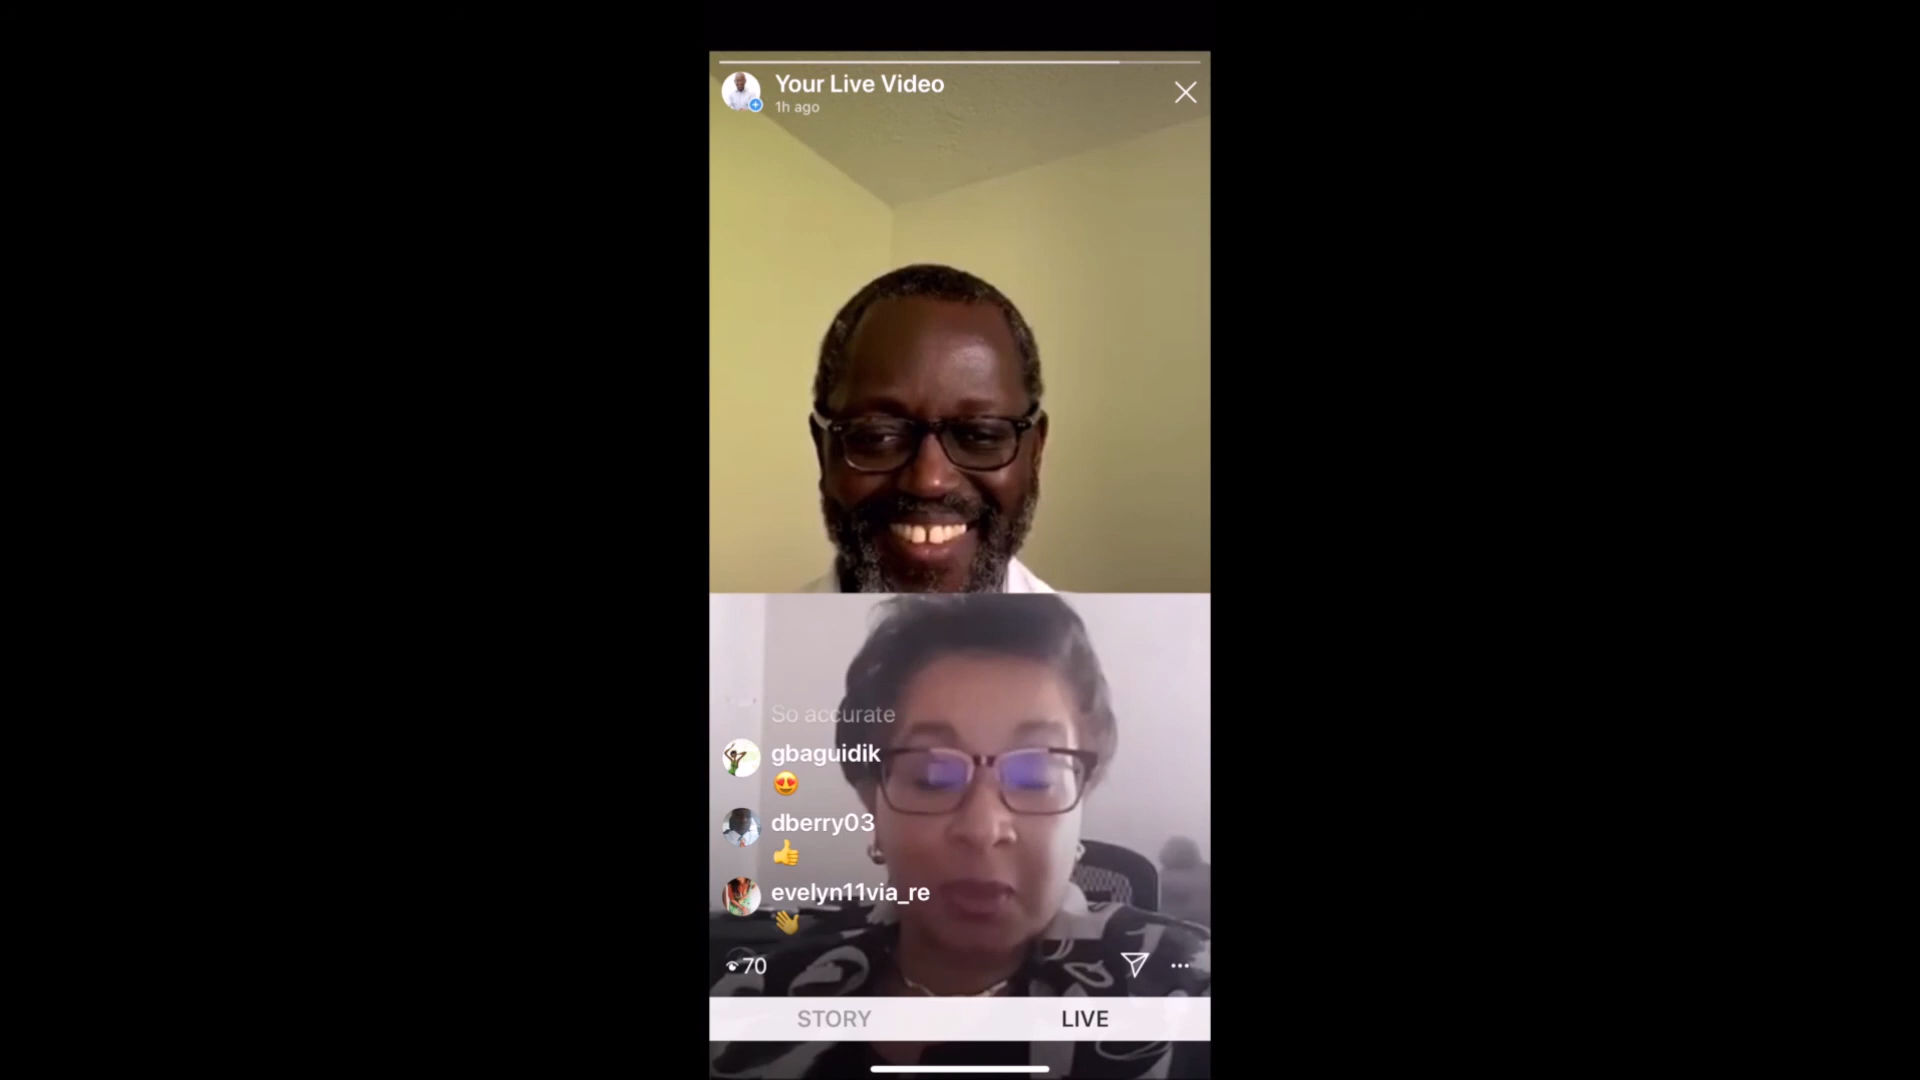 Your Live Video
1h ago
So accurate
gbaguidik
😍
dberry03
👍
evelyn11via_re
👋
70
STORY
LIVE